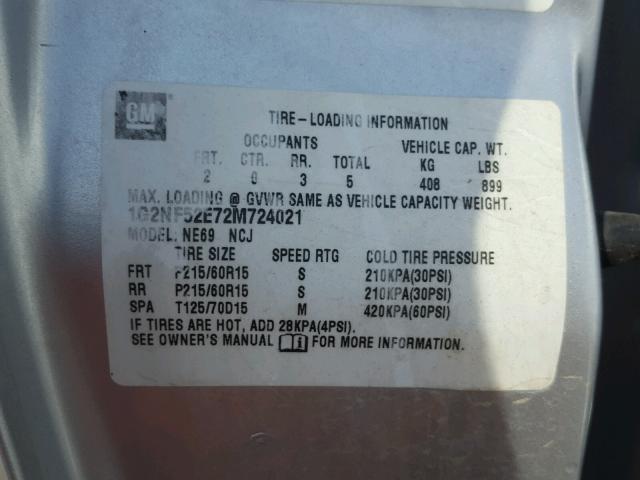 GM
TIRE-LOADING INFORMATION
OCCUPANTS VEHICLE CAP. WT.
FRT. CTR. RR. TOTAL KG LBS
2 0 3 5 408 899
MAX. LOADING @ GVWR SAME AS VEHICLE CAPACITY WEIGHT.
1G2NF52E72M724021
MODEL: NE69 NCJ
TIRE SIZE SPEED RTG COLD TIRE PRESSURE
FRT P215/60R15 S 210KPA(30PSI)
RR P215/60R15 S 210KPA(30PSI)
SPA T125/70D15 M 420KPA(60PSI)
IF TIRES ARE HOT, ADD 28KPA(4PSI).
SEE OWNER'S MANUAL FOR MORE INFORMATION.